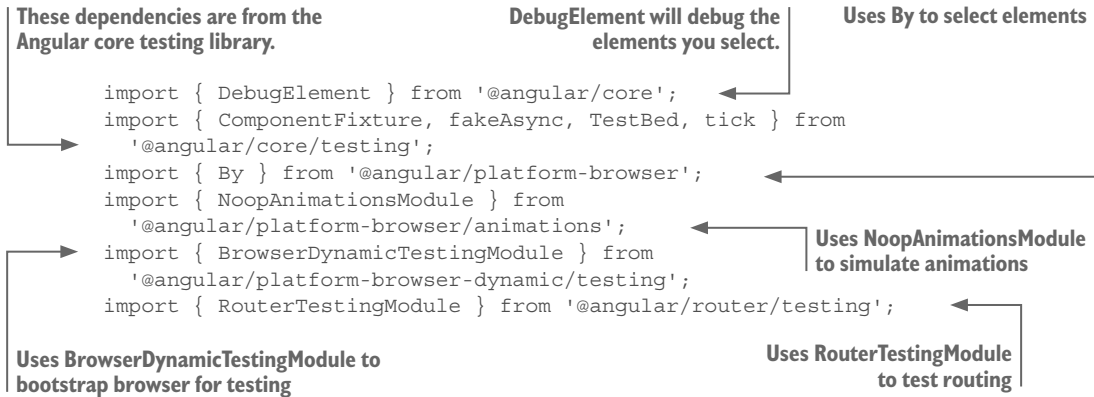 These dependencies are from the
Angular core testing library.
DebugElement will debug the
elements you select.
Uses By to select elements
import { DebugElement } from '@angular/core';
import { ComponentFixture, fakeAsync, TestBed, tick } from
'@angular/core/testing';
import { By } from '@angular/platform-browser';
import { NoopAnimationsModule } from
'@angular/platform-browser/animations';
Uses NoopAnimationsModule
to simulate animations
import { BrowserDynamicTestingModule } from
'@angular/platform-browser-dynamic/testing';
import { RouterTestingModule } from '@angular/router/testing';
Uses BrowserDynamicTestingModule to
bootstrap browser for testing
Uses RouterTestingModule
to test routing